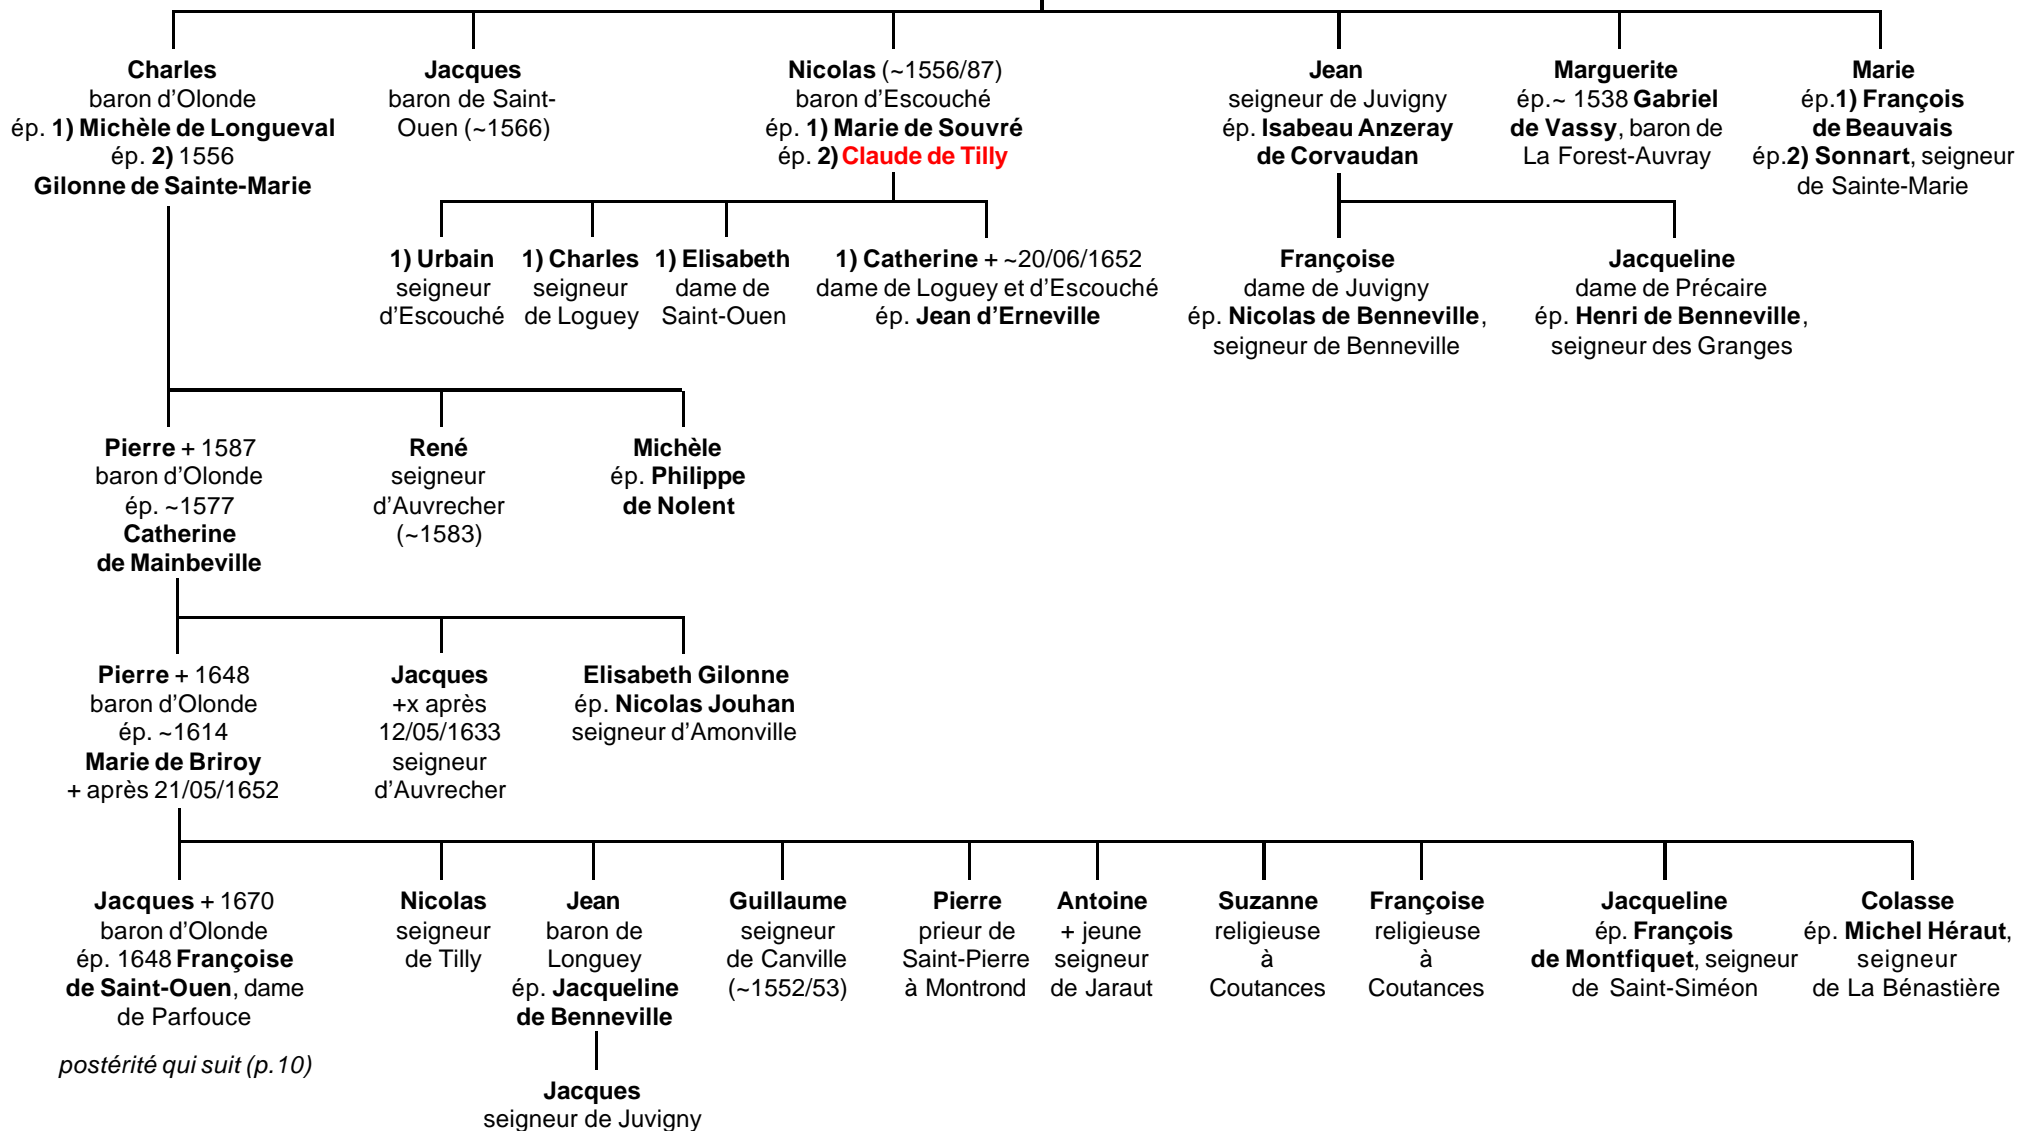 Charles
baron d'Olonde
ép. 1) Michèle de Longueval
ép. 2) 1556
Gilonne de Sainte-Marie
Jacques
baron de Saint-
Ouen (~1566)
Nicolas (~1556/87)
baron d'Escouché
ép. 1) Marie de Souvré
ép. 2) Claude de Tilly
Jean
seigneur de Juvigny
ép. Isabeau Anzeray
de Corvaudan
Marguerite
ép.~ 1538 Gabriel
de Vassy, baron de
La Forest-Auvray
Marie
ép.1) François
de Beauvais
ép.2) Sonnart, seigneur
de Sainte-Marie
1) Urbain
seigneur
d'Escouché
1) Charles
seigneur
de Loguey
1) Elisabeth
dame de
Saint-Ouen
1) Catherine + ~20/06/1652
dame de Loguey et d'Escouché
ép. Jean d'Erneville
Françoise
dame de Juvigny
ép. Nicolas de Benneville,
seigneur de Benneville
Jacqueline
dame de Précaire
ép. Henri de Benneville,
seigneur des Granges
Pierre + 1587
baron d'Olonde
ép. ~1577
Catherine
de Mainbeville
René
seigneur
d'Auvrecher
(~1583)
Michèle
ép. Philippe
de Nolent
Pierre + 1648
baron d'Olonde
ép. ~1614
Marie de Briroy
+ après 21/05/1652
Jacques
+x après
12/05/1633
seigneur
d'Auvrecher
Elisabeth Gilonne
ép. Nicolas Jouhan
seigneur d'Amonville
Jacques + 1670
baron d'Olonde
ép. 1648 Françoise
de Saint-Ouen, dame
de Parfouce
postérité qui suit (p.10)
Nicolas
seigneur
de Tilly
Jean
baron de
Longuey
ép. Jacqueline
de Benneville
Jacques
seigneur de Juvigny
Guillaume
seigneur
de Canville
(~1552/53)
Pierre
prieur de
Saint-Pierre
à Montrond
Antoine
+ jeune
seigneur
de Jaraut
Suzanne
religieuse
à
Coutances
Françoise
religieuse
à
Coutances
Jacqueline
ép. François
de Montfiquet, seigneur
de Saint-Siméon
Colasse
ép. Michel Héraut,
seigneur
de La Bénastière